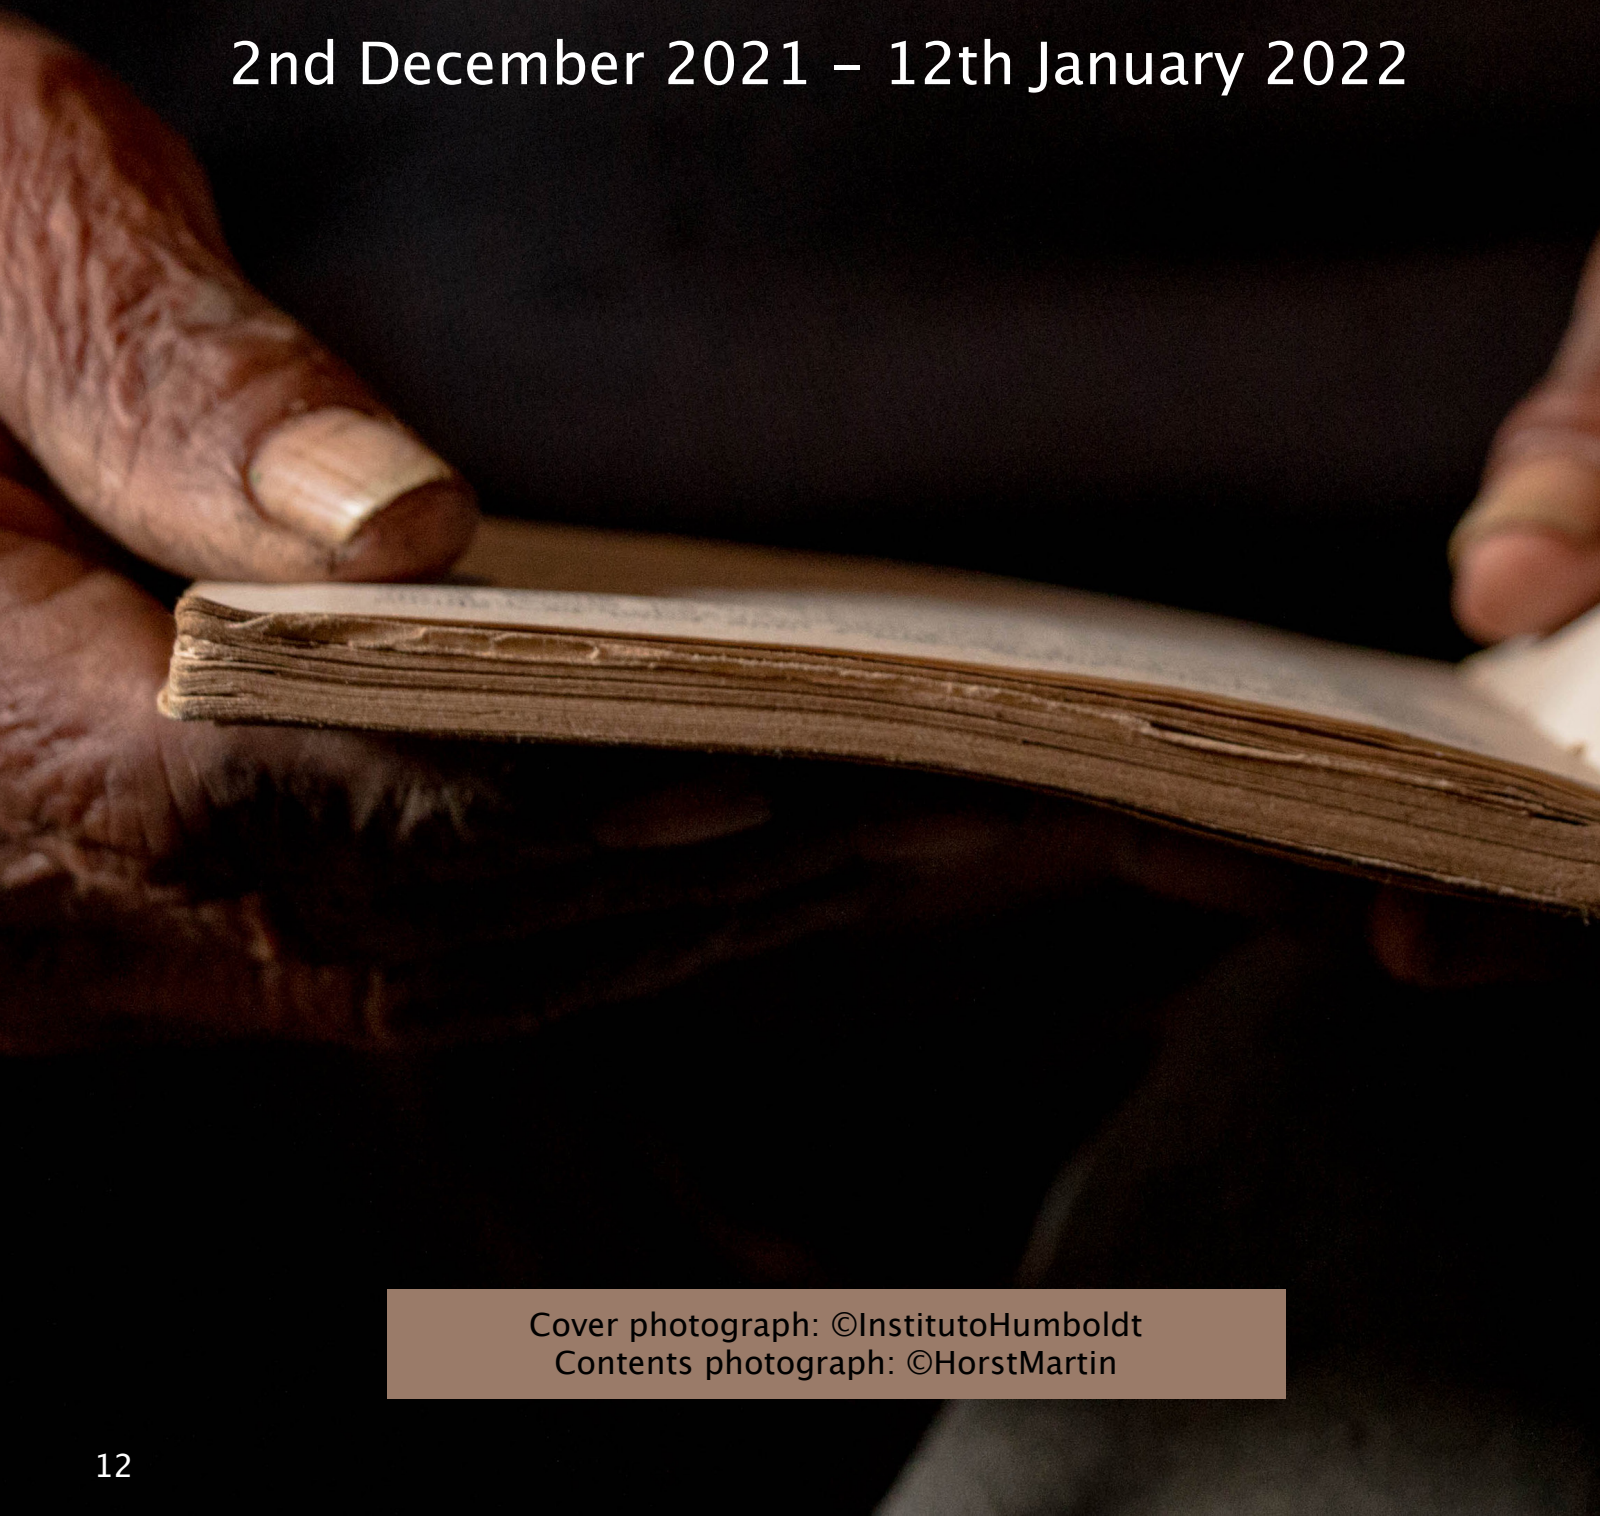 2nd December 2021 – 12th January 2022
Cover photograph: ©InstitutoHumboldt
Contents photograph: ©HorstMartin
12